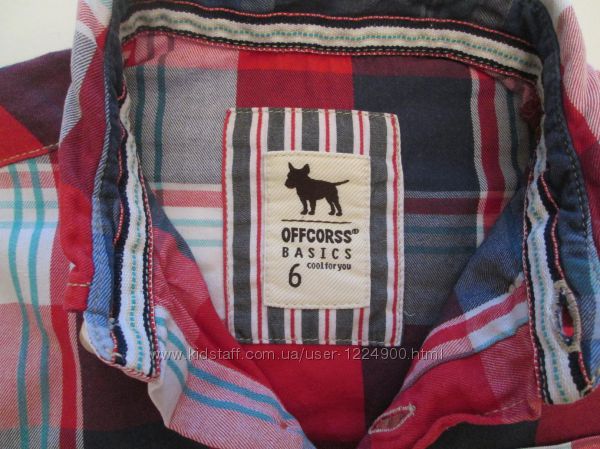 OFFCORSS®
BASICS
cool for you
6
www.kidstaff.com.ua/user-1224900.html